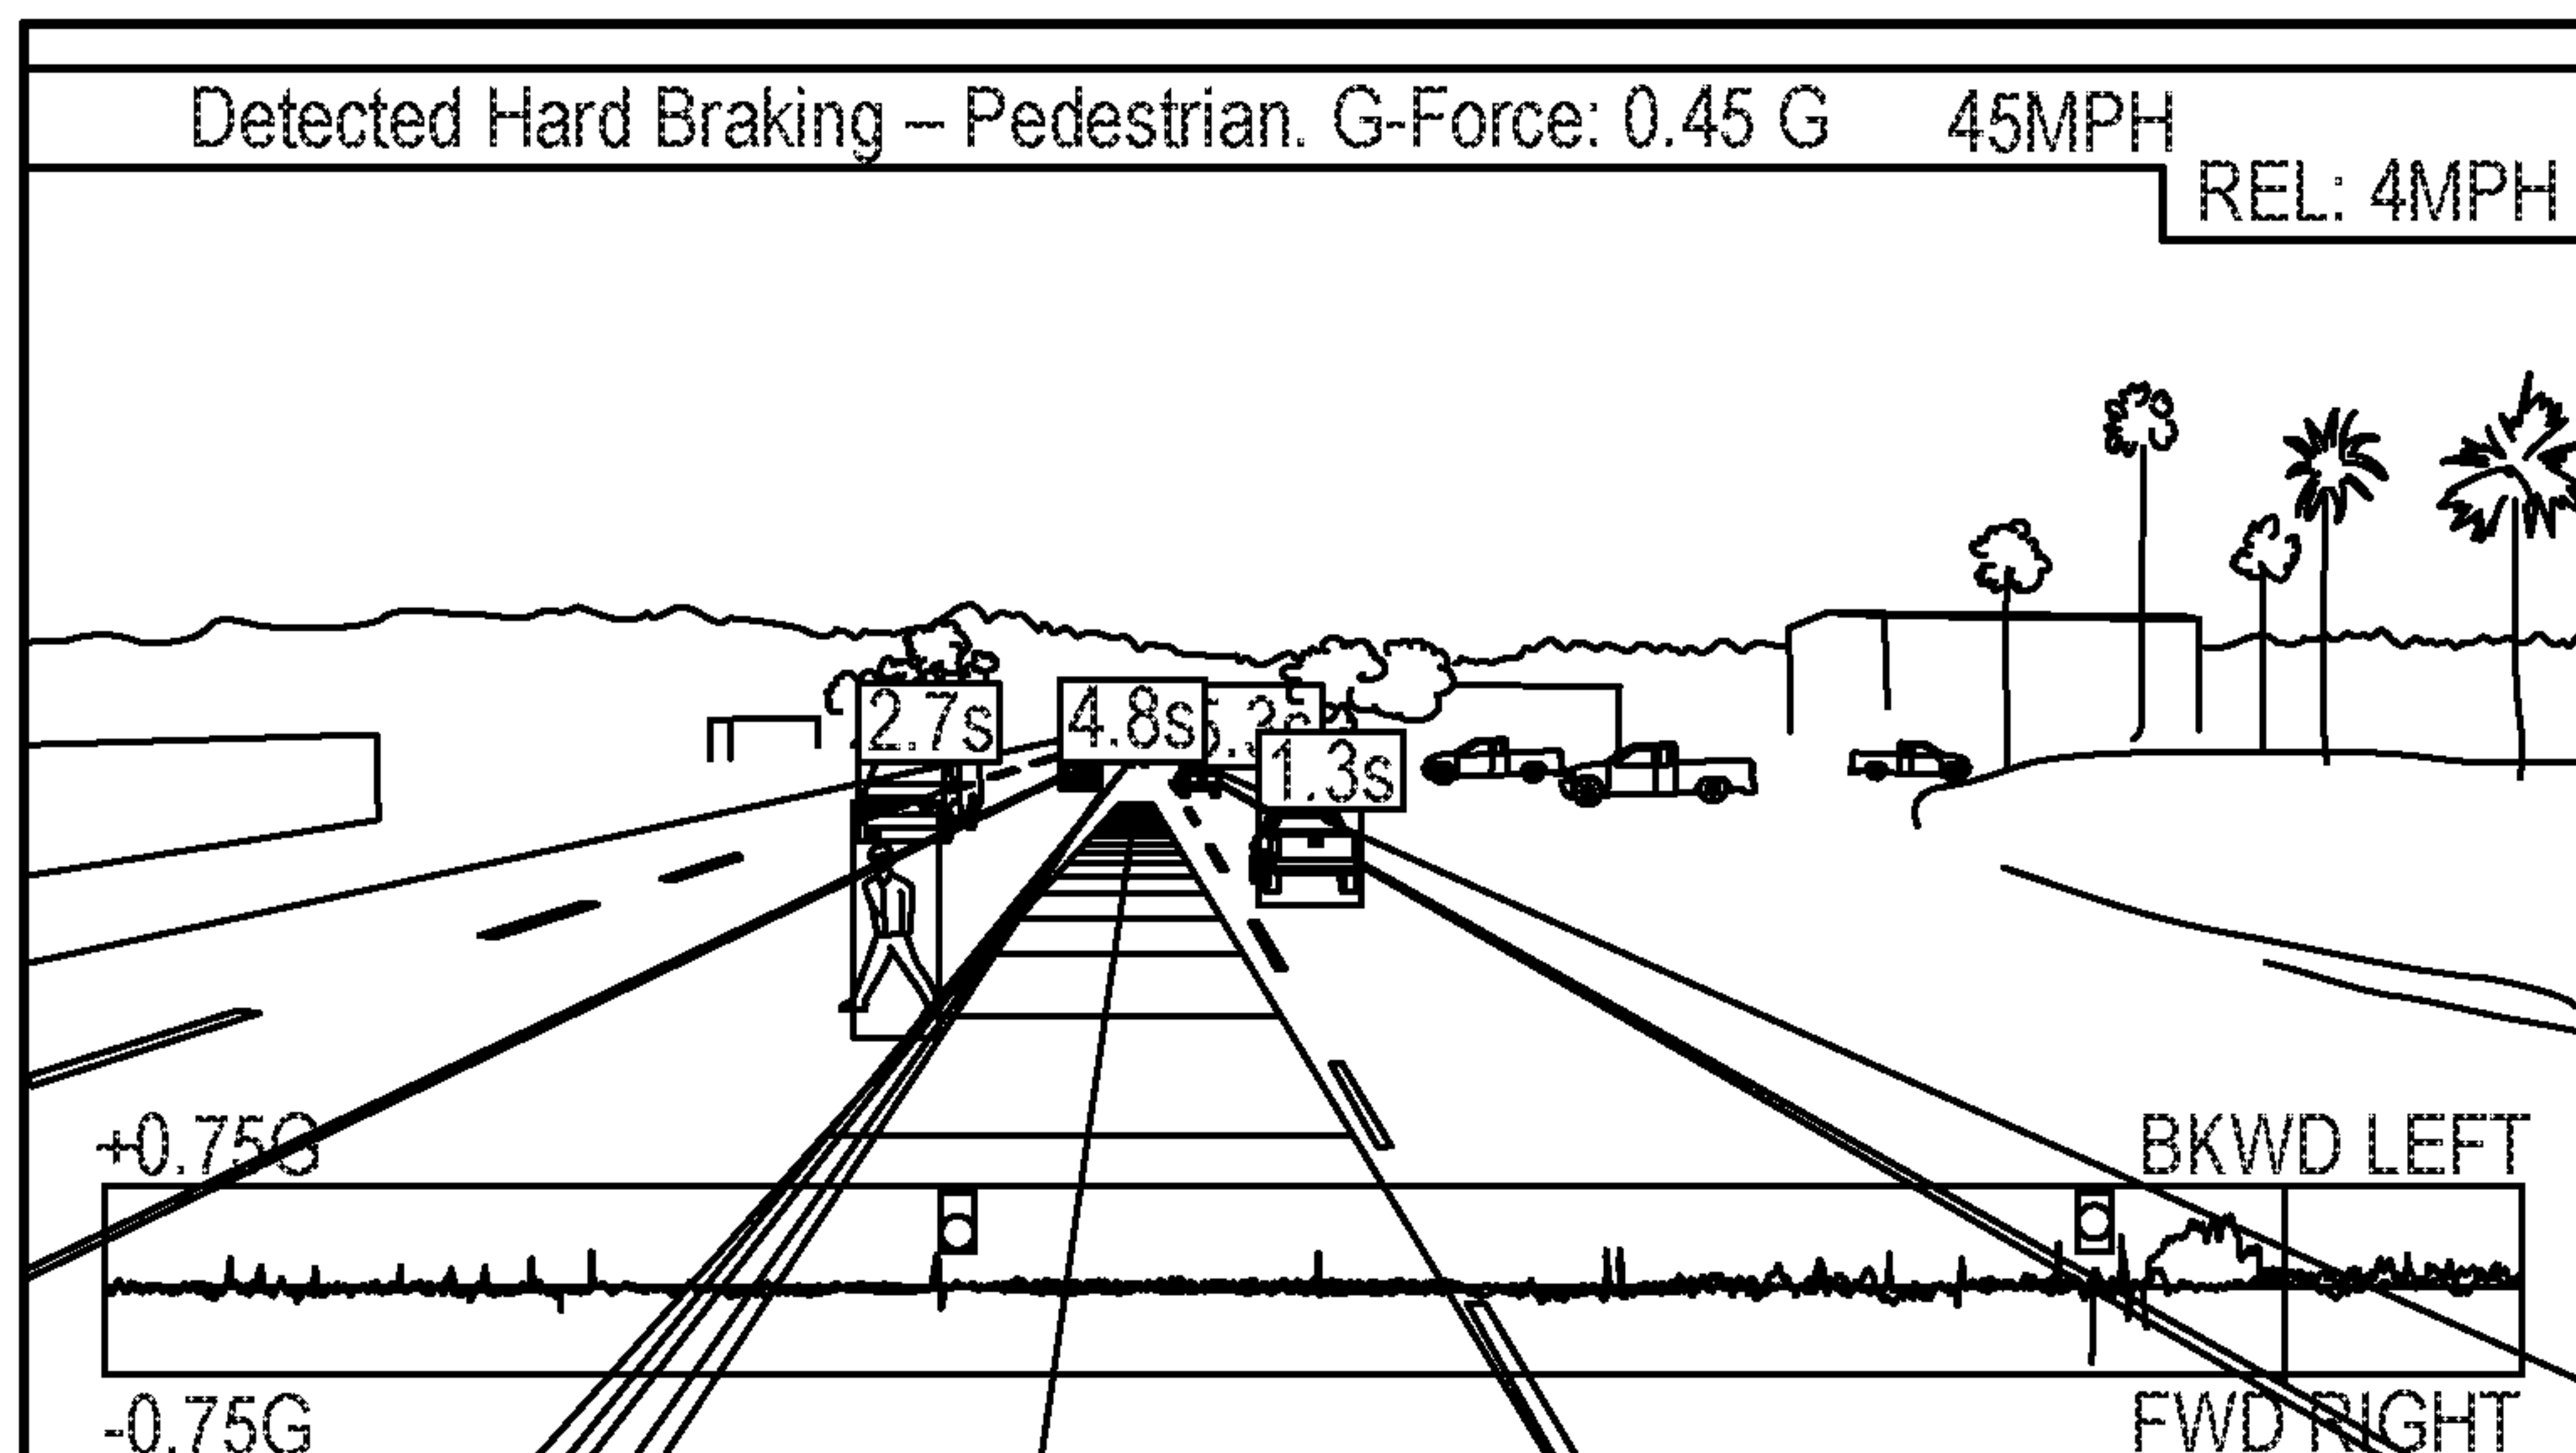 Detected Hard Braking – Pedestrian. G-Force: 0.45 G 45MPH
REL: 4MPH
2.7s
4.8s
1.3s
+0.75G
BKWD LEFT
-0.75G
FWD RIGHT